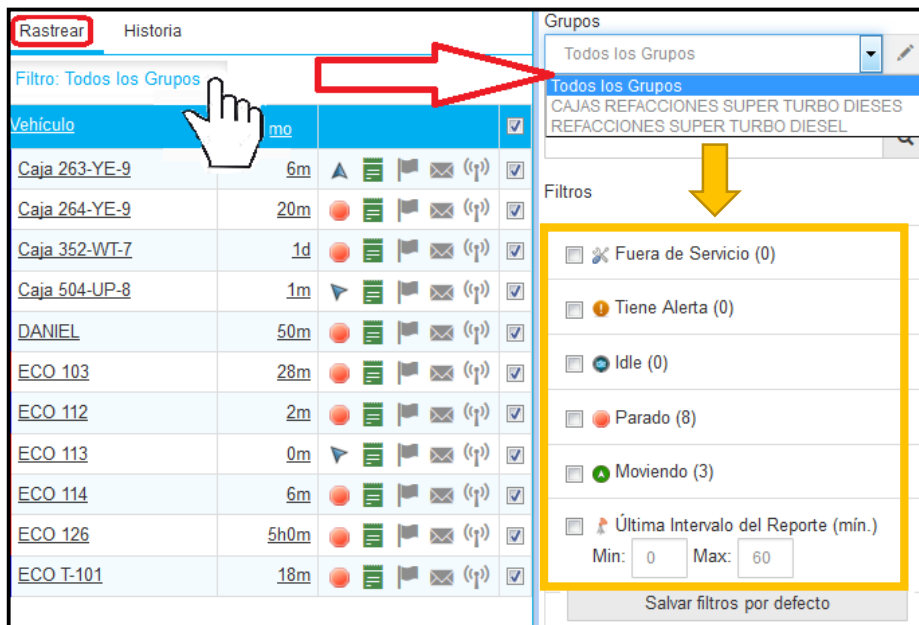 Rastrear Historia
Filtro: Todos los Grupos
Vehículo mo
Caja 263-YE-9 6m
Caja 264-YE-9 20m
Caja 352-WT-7 1d
Caja 504-UP-8 1m
DANIEL 50m
ECO 103 28m
ECO 112 2m
ECO 113 0m
ECO 114 6m
ECO 126 5h0m
ECO T-101 18m
Grupos
Todos los Grupos
Todos los Grupos
CAJAS REFACCIONES SUPER TURBO DIESES
REFACCIONES SUPER TURBO DIESEL
Filtros
Fuera de Servicio (0)
Tiene Alerta (0)
Idle (0)
Parado (8)
Moviendo (3)
Última Intervalo del Reporte (mín.)
Min: 0 Max: 60
Salvar filtros por defecto